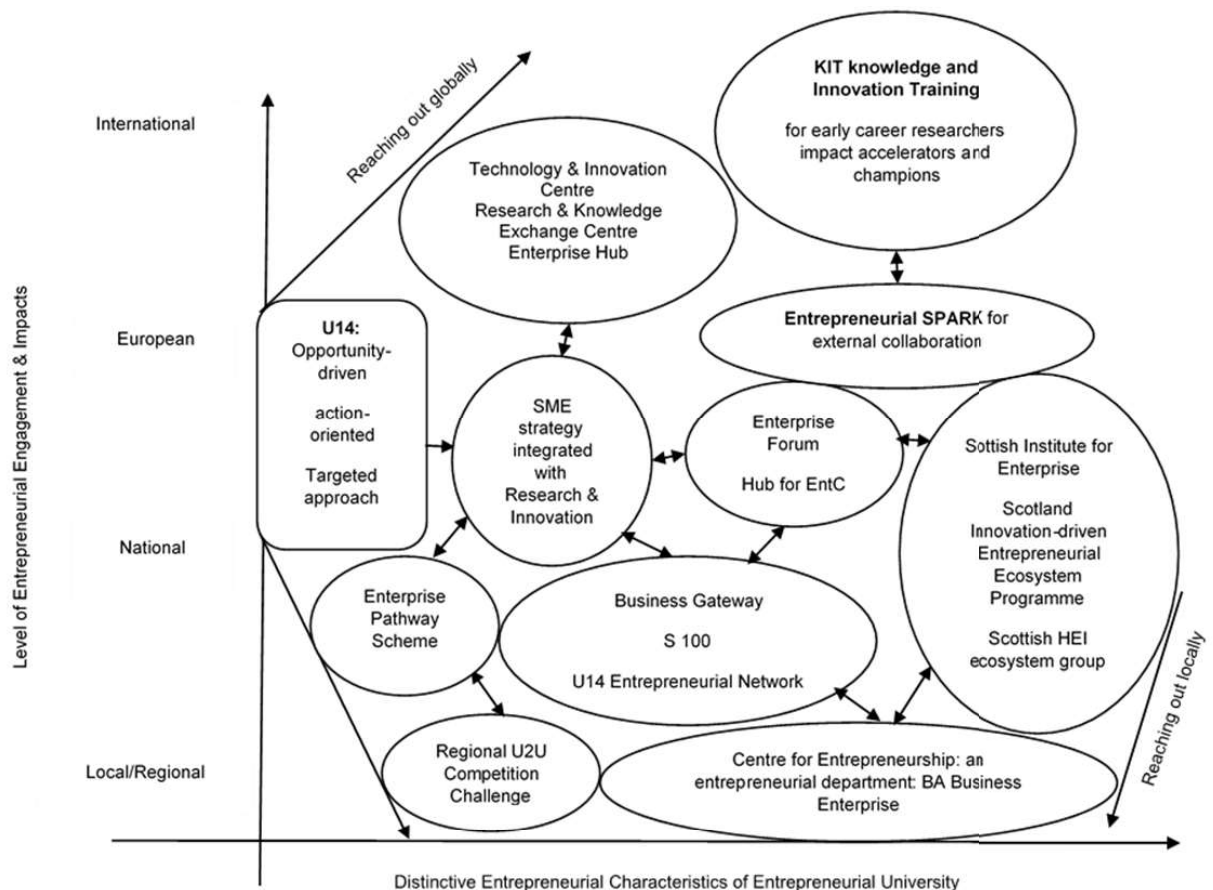 KIT knowledge and
Innovation Training
for early career researchers
impact accelerators and
champions
International
Reaching out globally
Technology & Innovation
Centre
Research & Knowledge
Exchange Centre
Enterprise Hub
Level of Entrepreneurial Engagement & Impacts
European
U14:
Opportunity-
driven
action-
oriented
Targeted
approach
Entrepreneurial SPARK for
external collaboration
SME
strategy
integrated
with
Research &
Innovation
Enterprise
Forum
Hub for EntC
Sottish Institute for
Enterprise
Scotland
Innovation-driven
Entrepreneurial
Ecosystem
Programme
Scottish HEI
ecosystem group
National
Enterprise
Pathway
Scheme
Business Gateway
S 100
U14 Entrepreneurial Network
Reaching out locally
Local/Regional
Regional U2U
Competition
Challenge
Centre for Entrepreneurship: an
entrepreneurial department: BA Business
Enterprise
Distinctive Entrepreneurial Characteristics of Entrepreneurial University